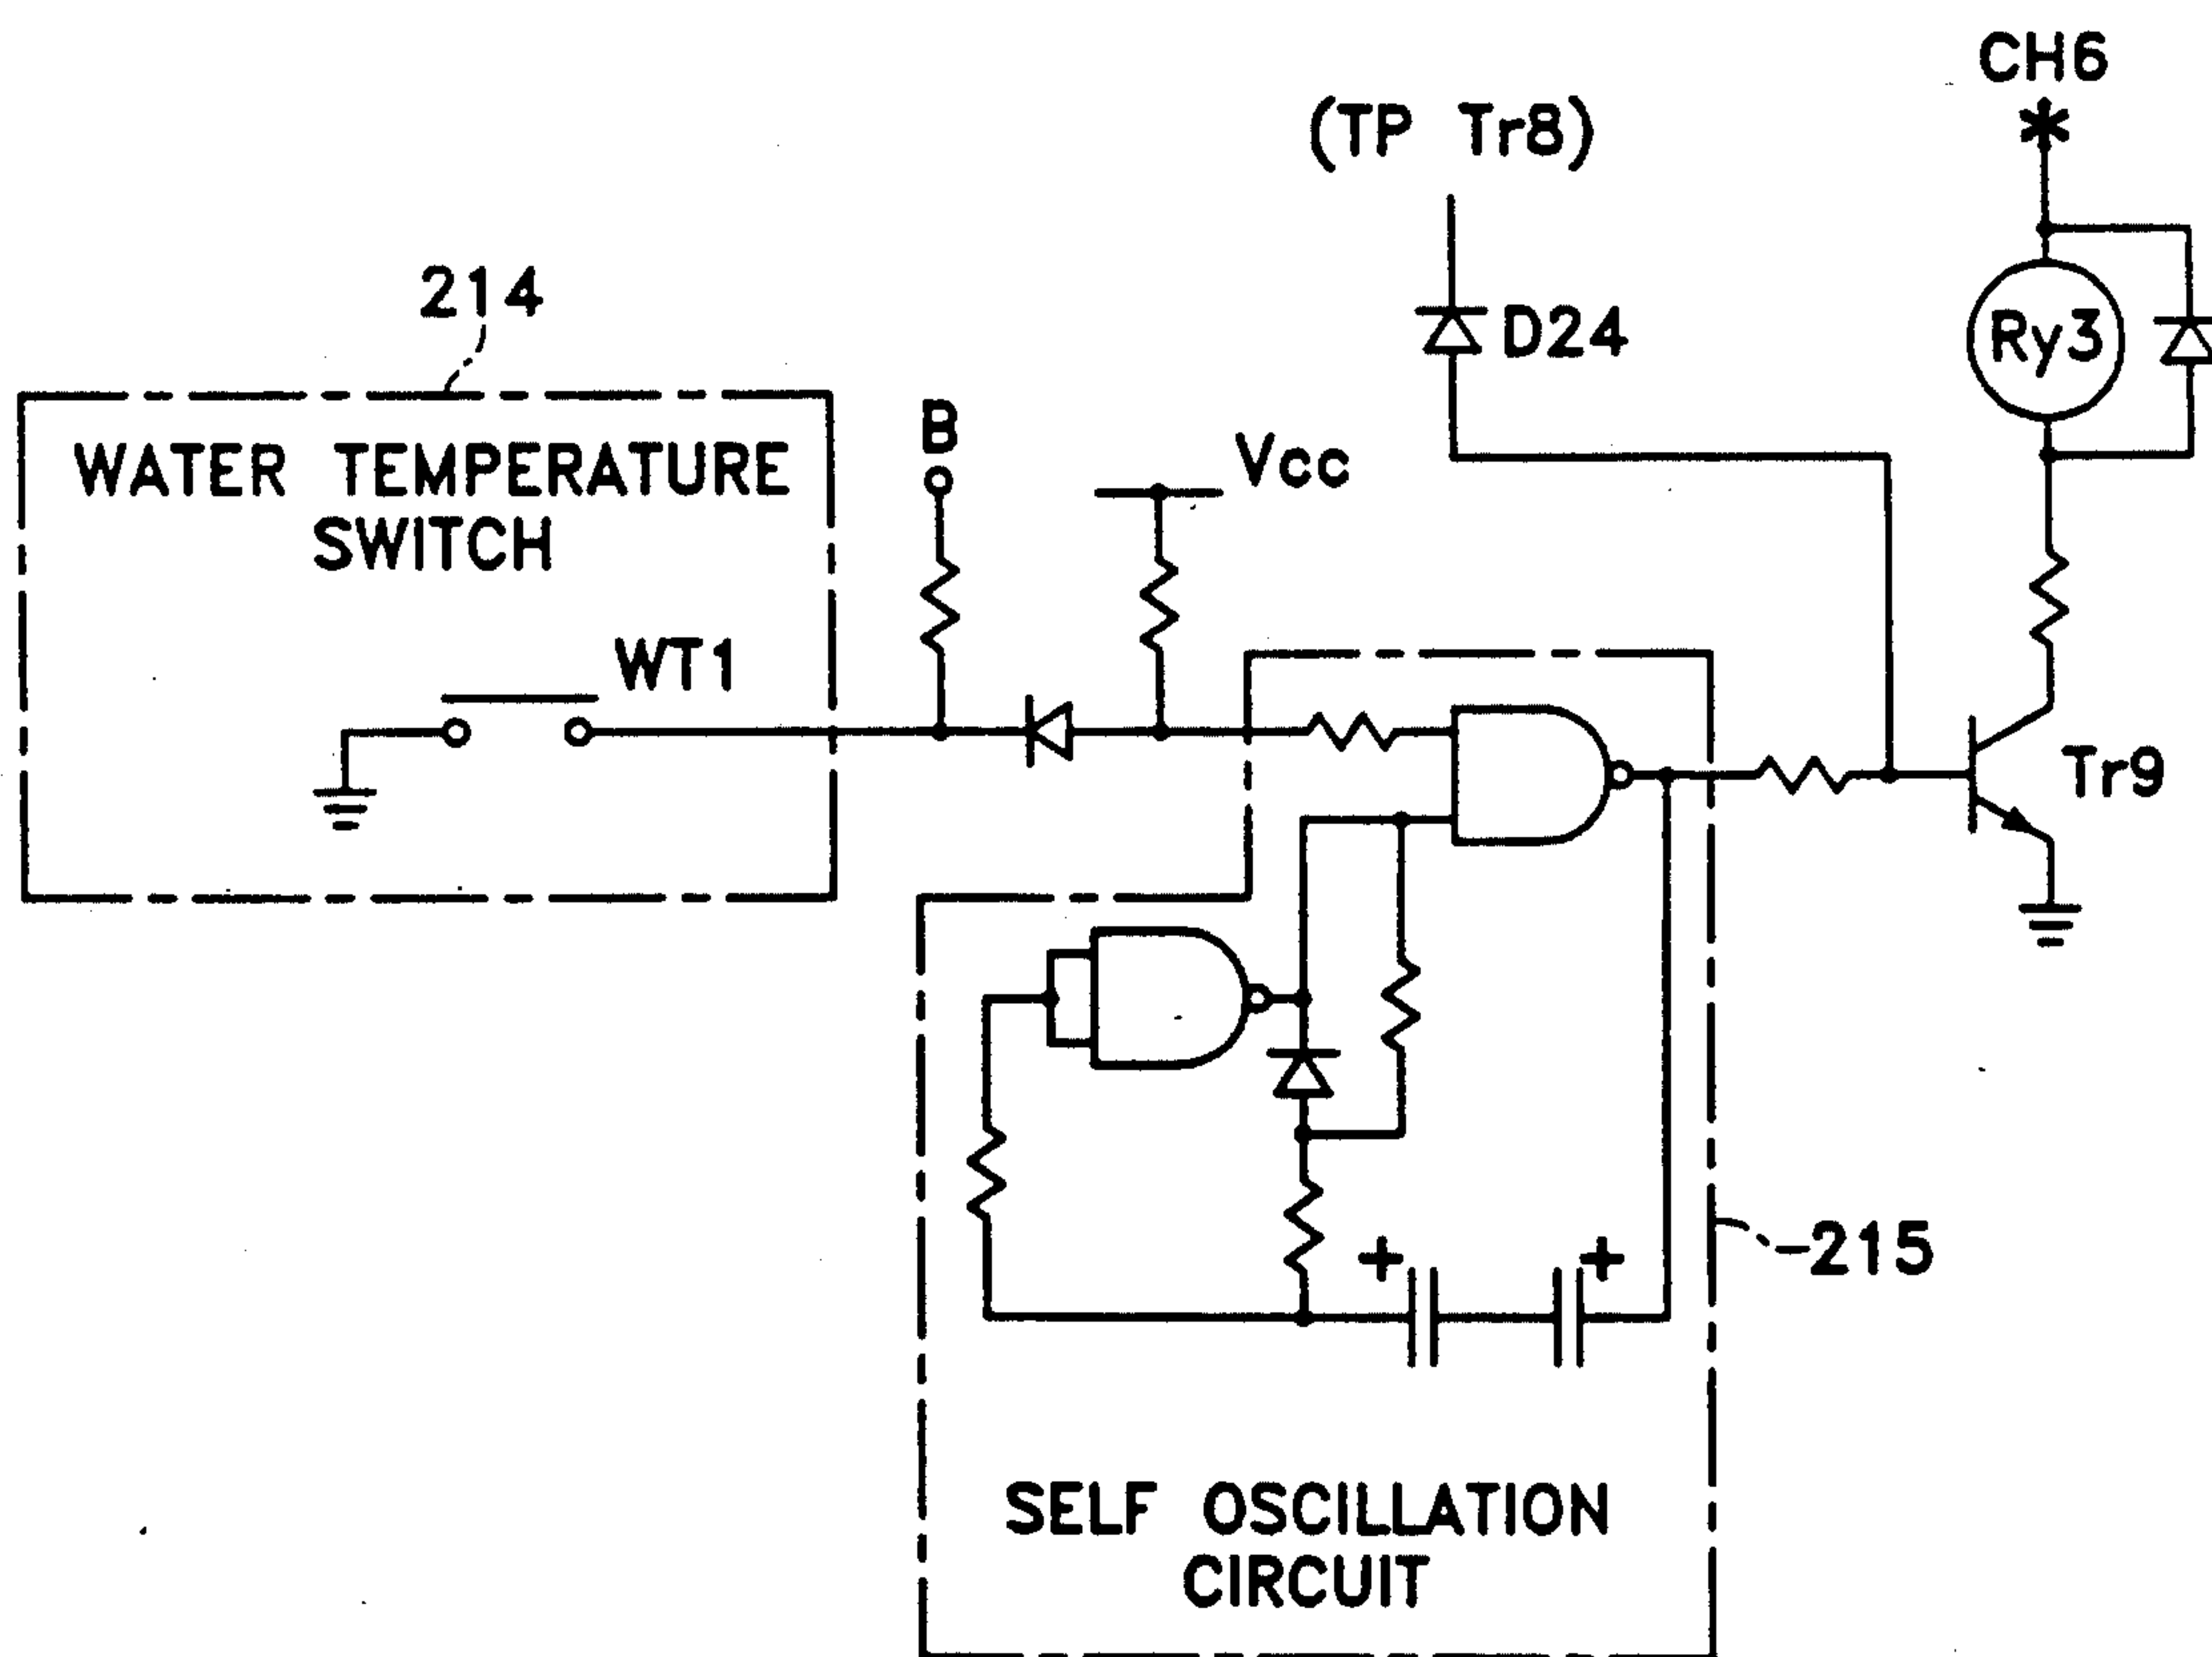 CH6
(TP Tr8)
*
214
D24
Ry3
WATER TEMPERATURE
SWITCH
B
Vcc
WT1
Tr9
+ +
-215
SELF OSCILLATION
CIRCUIT